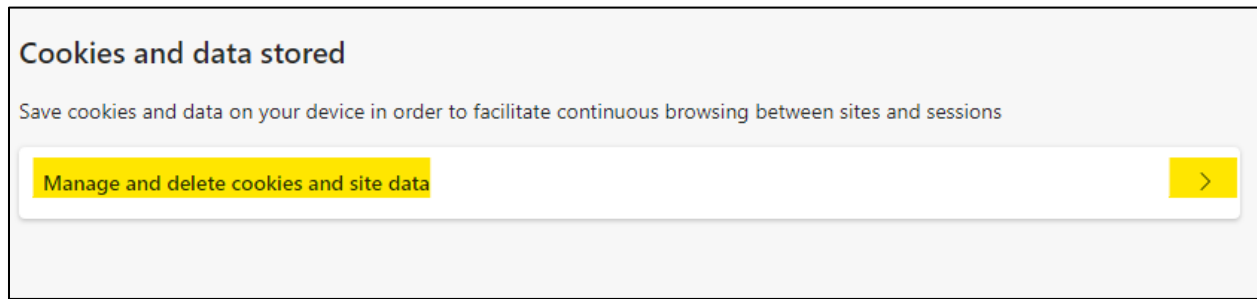 Cookies and data stored
Save cookies and data on your device in order to facilitate continuous browsing between sites and sessions
Manage and delete cookies and site data